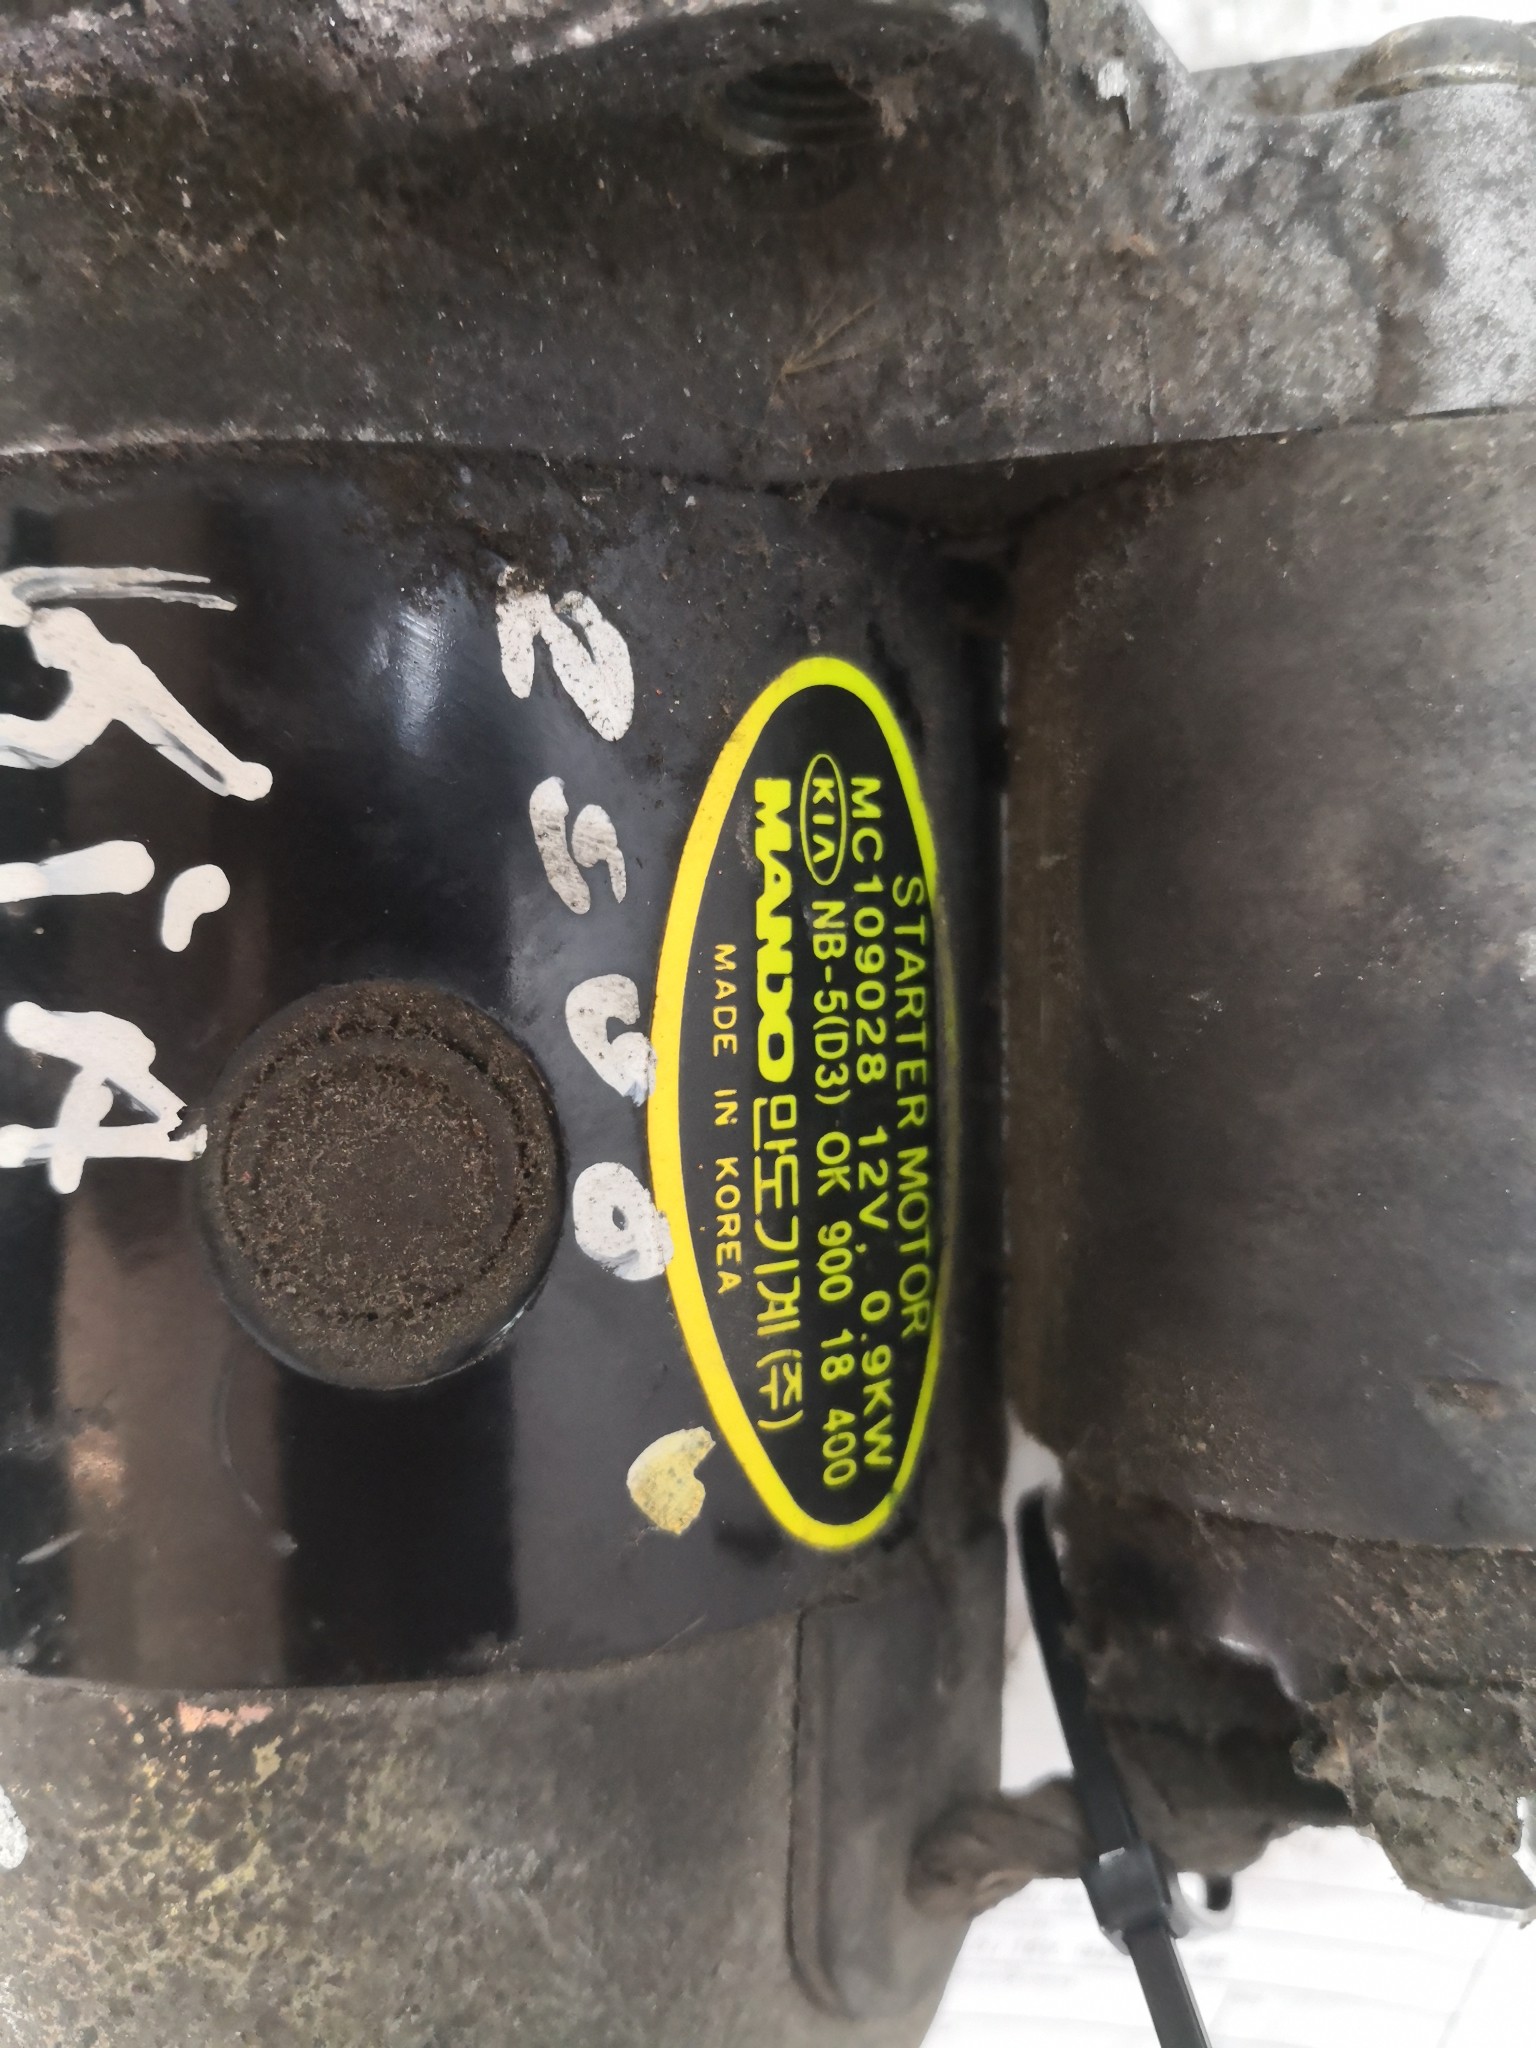 STARTER MOTOR
MC109028 12V, 0.9KW
KIA NB-5(D3) OK 900 18 400
MANDO 만도기계(주)
MADE IN KOREA
KiA